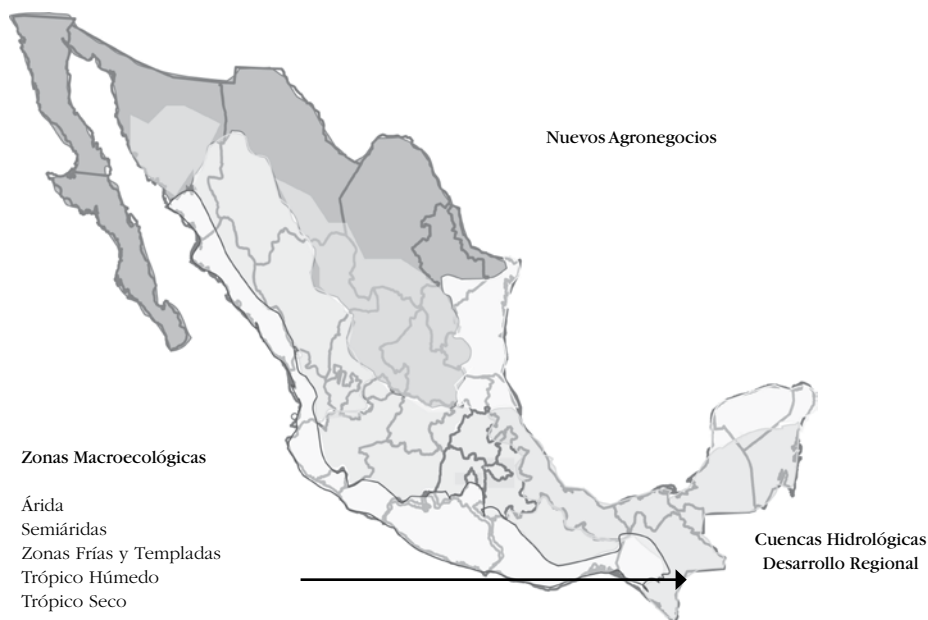 Nuevos Agronegocios
Zonas Macroecológicas
Árida
Semiáridas
Zonas Frías y Templadas
Trópico Húmedo
Trópico Seco
Cuencas Hidrológicas
Desarrollo Regional